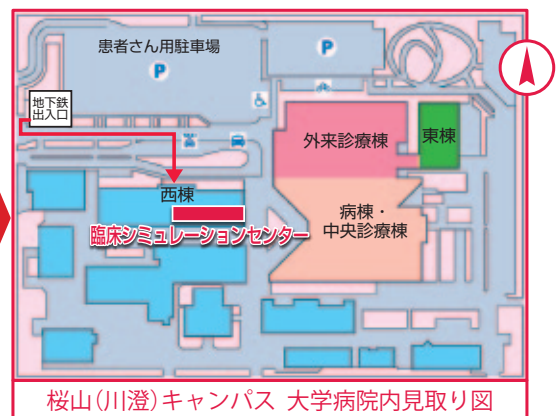 患者さん用駐車場
P
P
地下鉄
出入口
外来診療棟
東棟
西棟
病棟・
中央診療棟
臨床シミュレーションセンター
桜山(川澄)キャンパス 大学病院内見取り図